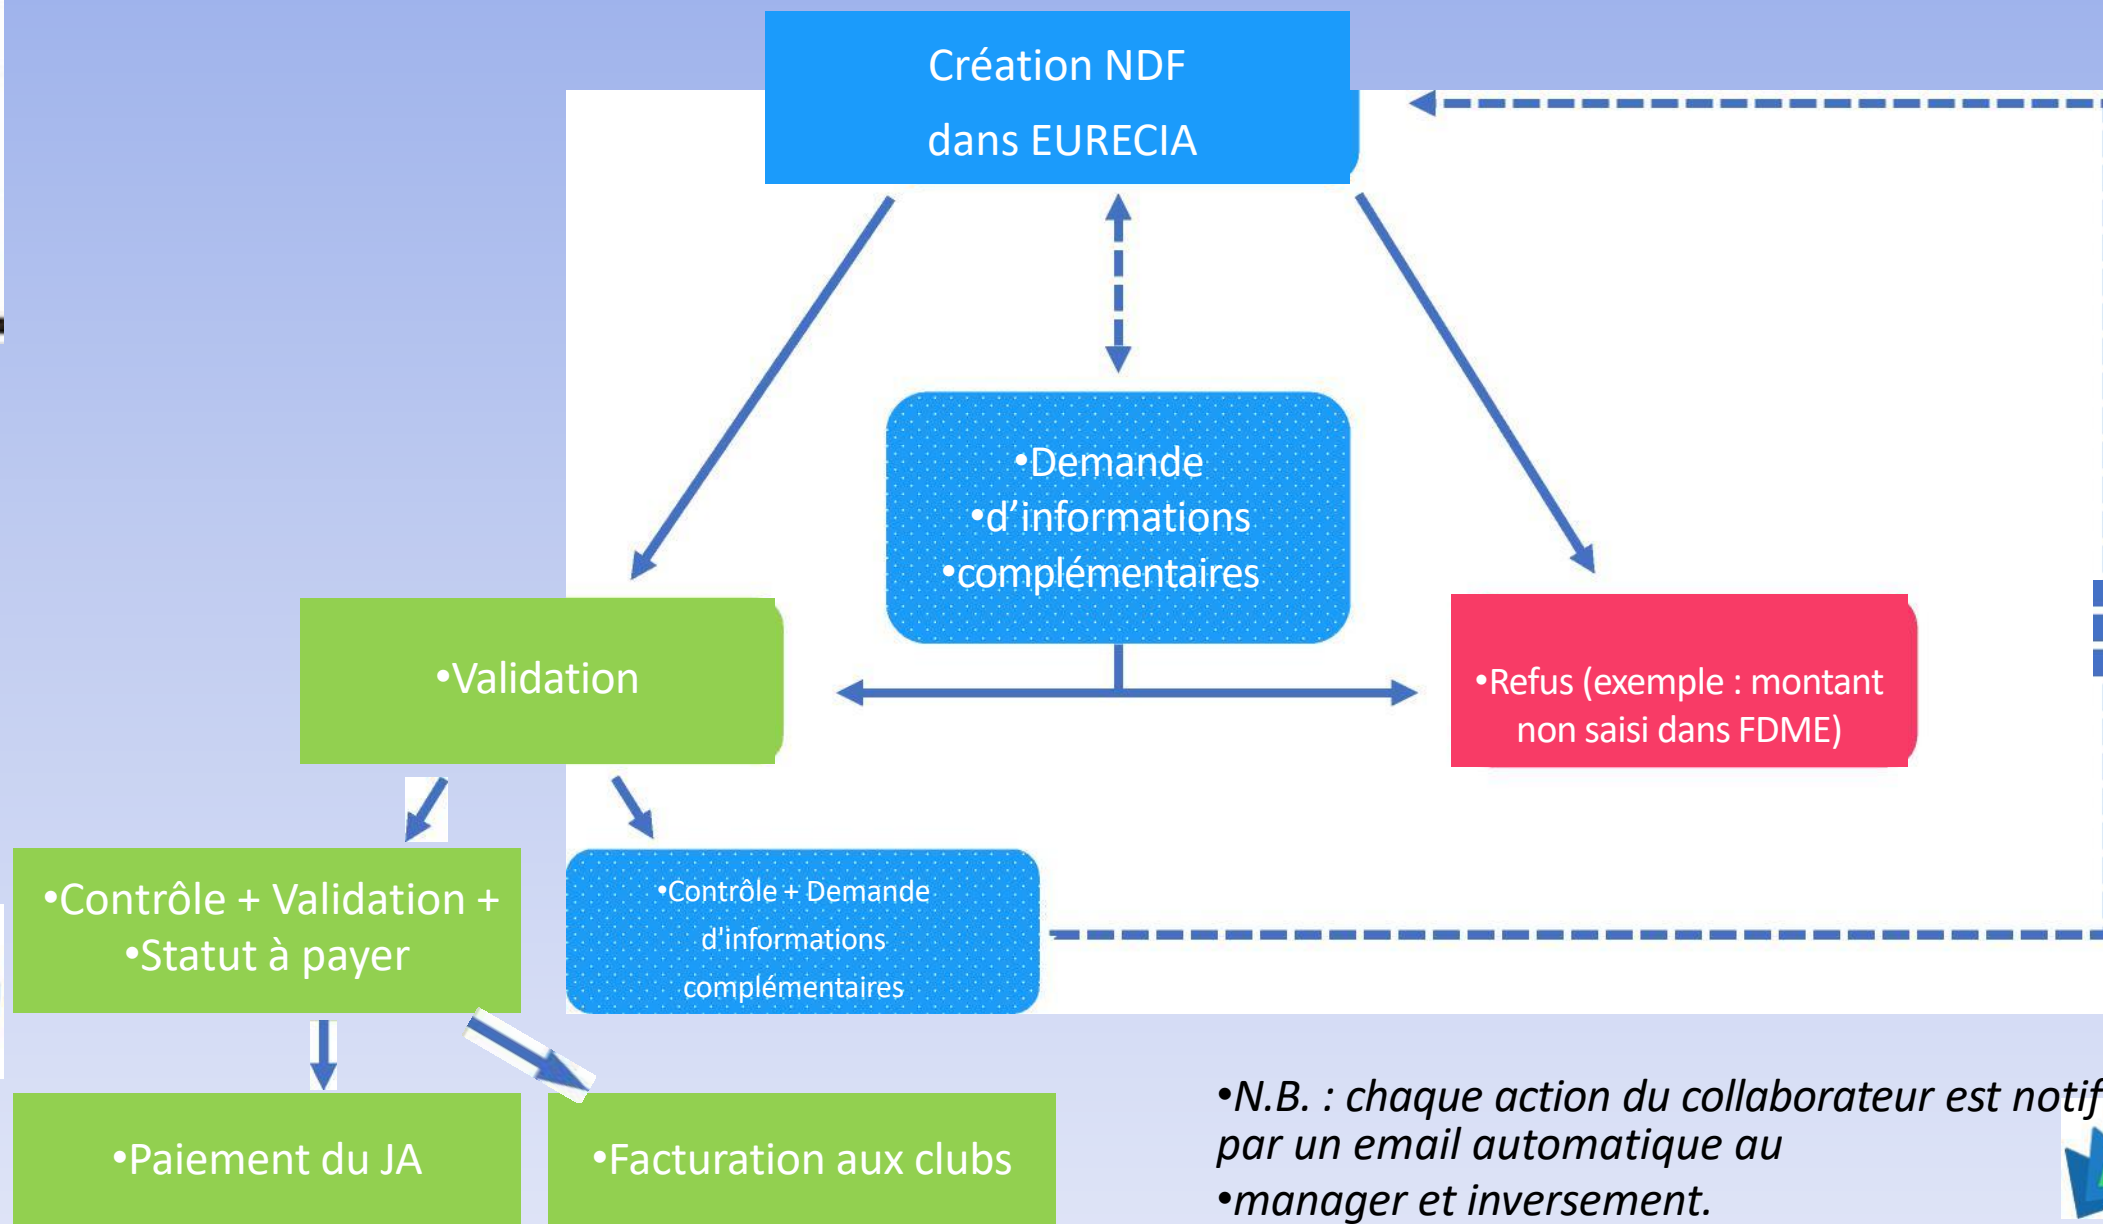 Création NDF
dans EURECIA
•Demande
•d’informations
•complémentaires
•Validation
•Refus (exemple : montant
non saisi dans FDME)
•Contrôle + Validation +
•Statut à payer
•Contrôle + Demande
d'informations
complémentaires
•Paiement du JA
•Facturation aux clubs
•N.B. : chaque action du collaborateur est notif
par un email automatique au
•manager et inversement.